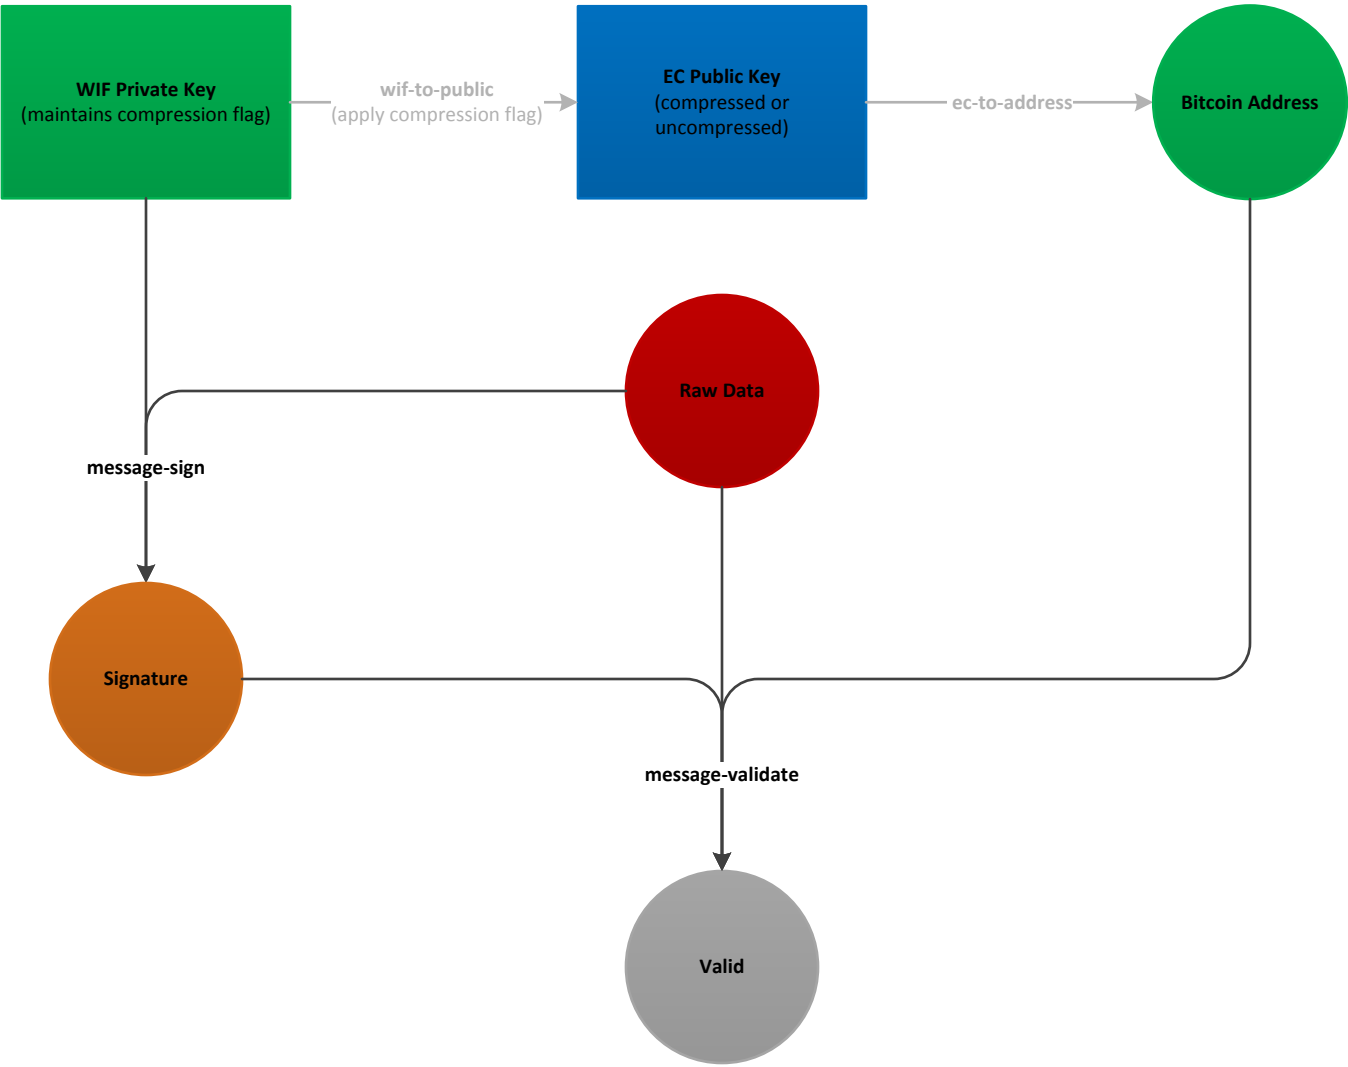 WIF Private Key
(maintains compression flag)
wif-to-public
(apply compression flag)
EC Public Key
(compressed or
uncompressed)
ec-to-address
Bitcoin Address
Raw Data
message-sign
Signature
message-validate
Valid